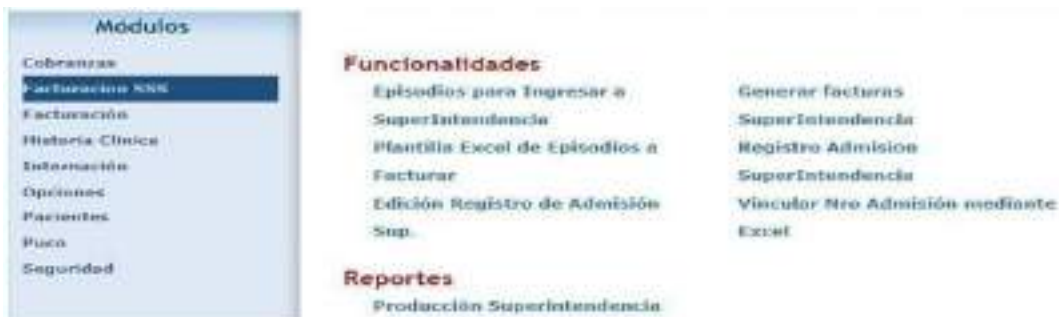 Módulos
Cobranzas
Facturacion SSS
Facturación
Historia Clinica
Internación
Opciones
Pacientes
Puco
Seguridad
Funcionalidades
Episodios para Ingresar a
SuperIntendencia
Plantilla Excel de Episodios a
Facturar
Edición Registro de Admisión
Sup.
Generar facturas
SuperIntendencia
Registro Admision
SuperIntendencia
Vincular Nro Admisión mediante
Excel
Reportes
Producción Superintendencia